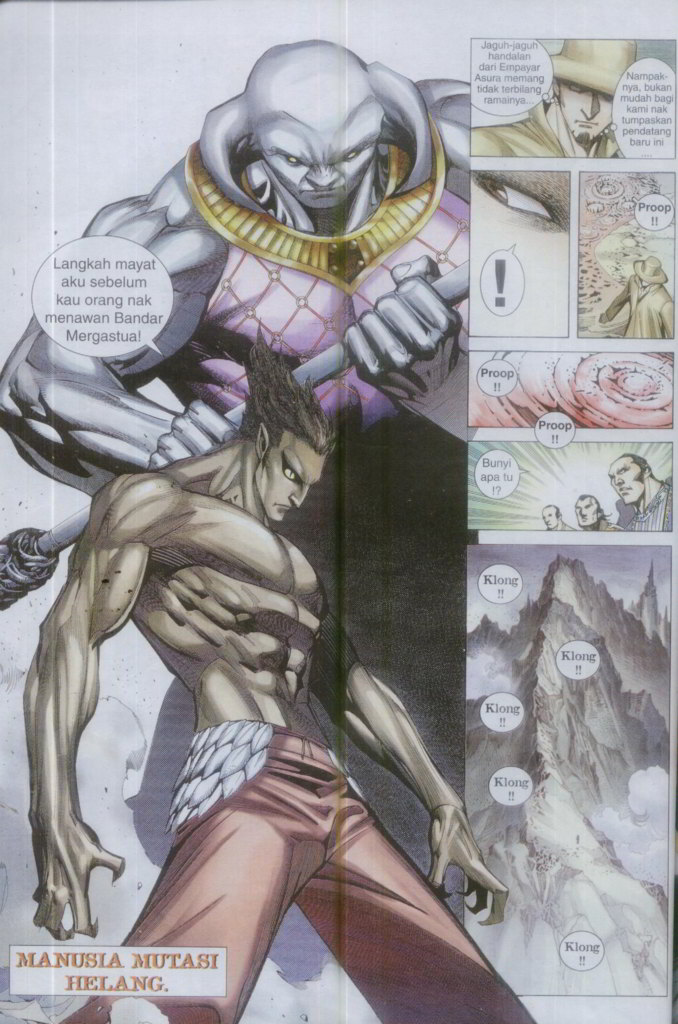 Langkah mayat
aku sebelum
kau orang nak
menawan Bandar
Mergastua!
MANUSIA MUTASI
HELANG.
Jaguh-jaguh
handalan
dari Empayar
Asura memang
tidak terbilang
ramainya...
Nampak-
nya, bukan
mudah bagi
kami nak
tumpaskan
pendatang
baru ini
....
!
Proop
!!
Proop
!!
Proop
!!
Bunyi
apa tu
!?
Klong
!!
Klong
!!
Klong
!!
Klong
!!
Klong
!!